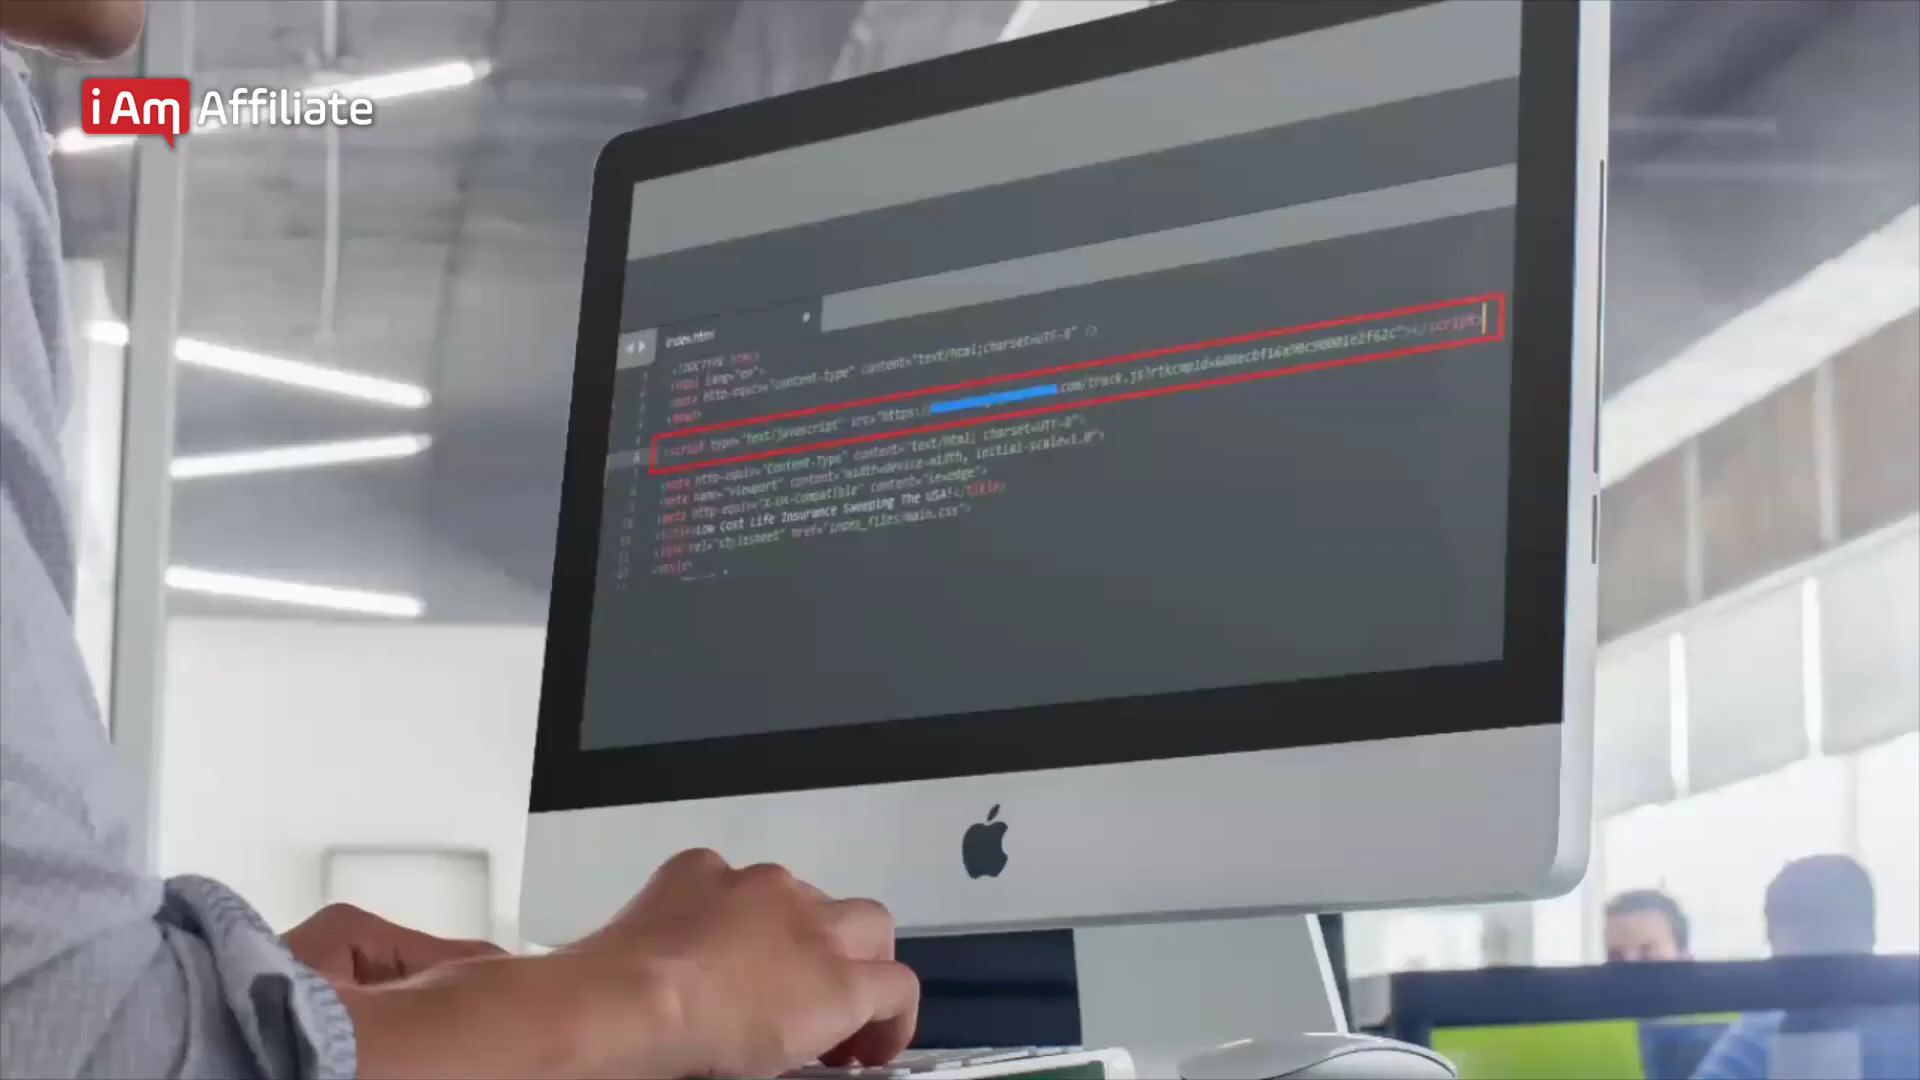 i Am Affiliate
index.html
<!DOCTYPE html>
<html lang="en">
<meta http-equiv="content-type" content="text/html;charset=UTF-8" />
<head>
<script type="text/javascript" src="https:// .com/track.js?rtkcmpid= "></script>
<meta http-equiv="Content-Type" content="text/html; charset=UTF-8">
<meta name="viewport" content="width=device-width, initial-scale=1.0">
<meta http-equiv="X-UA-Compatible" content="ie=edge">
<title>Low Cost Life Insurance Sweeping The USA!</title>
<link rel="stylesheet" href="index_files/main.css">
<style>